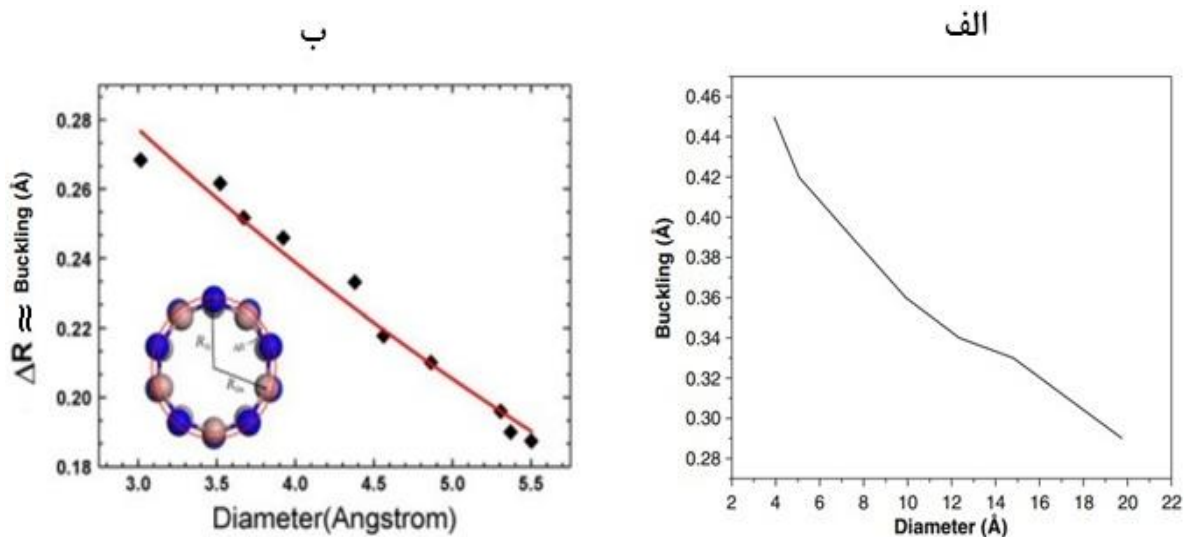 ب
0.28
0.26
0.24
0.22
0.20
0.18
ΔR ≈ Buckling (Å)
3.0 3.5 4.0 4.5 5.0 5.5
Diameter(Angstrom)
الف
0.46
0.44
0.42
0.40
0.38
0.36
0.34
0.32
0.30
0.28
Buckling (Å)
2 4 6 8 10 12 14 16 18 20 22
Diameter (Å)